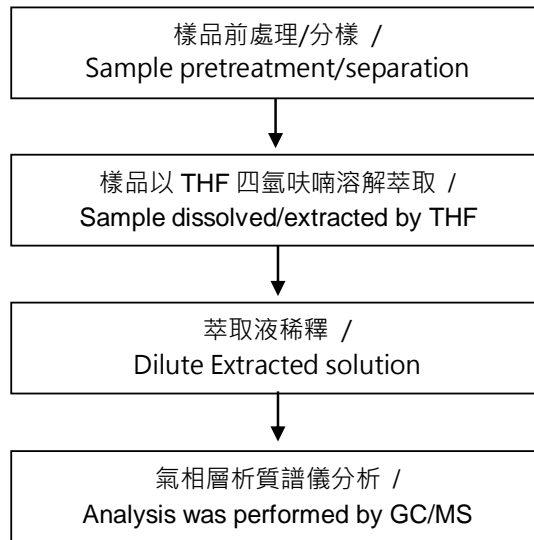 樣品前處理/分樣 /
Sample pretreatment/separation
樣品以 THF 四氫呋喃溶解萃取 /
Sample dissolved/extracted by THF
萃取液稀釋 /
Dilute Extracted solution
氣相層析質譜儀分析 /
Analysis was performed by GC/MS